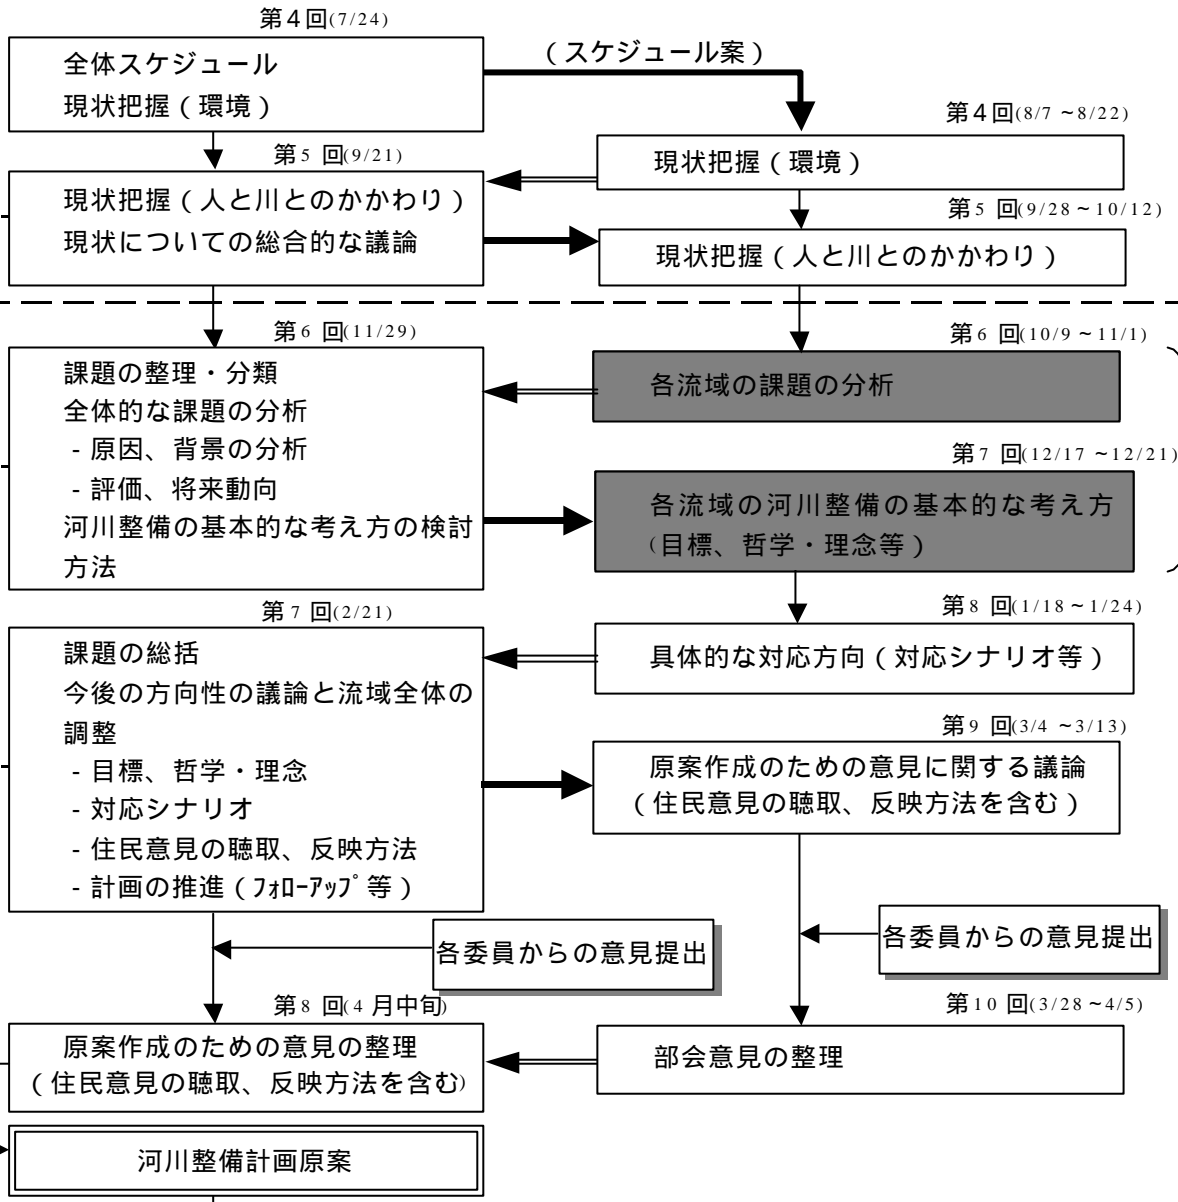 第4回(7/24)
全体スケジュール
現状把握（環境）
（スケジュール案）
第4回(8/7 ~8/22)
現状把握（環境）
第5 回(9/21)
現状把握（人と川とのかかわり）
現状についての総合的な議論
第5 回(9/28~10/12)
現状把握（人と川とのかかわり）
第6 回(11/29)
課題の整理・分類
全体的な課題の分析
- 原因、背景の分析
- 評価、将来動向
河川整備の基本的な考え方の検討
方法
第6 回(10/9~11/1)
各流域の課題の分析
第7 回(12/17 ~12/21)
各流域の河川整備の基本的な考え方
（目標、哲学・理念等）
第7 回(2/21)
課題の総括
今後の方向性の議論と流域全体の
調整
- 目標、哲学・理念
- 対応シナリオ
- 住民意見の聴取、反映方法
- 計画の推進（ﾌｫﾛｰｱｯﾌﾟ等）
第8 回(1/18~1/24)
具体的な対応方向（対応シナリオ等）
第9 回(3/4 ~3/13)
原案作成のための意見に関する議論
（住民意見の聴取、反映方法を含む）
各委員からの意見提出
各委員からの意見提出
第8 回(4 月中旬)
原案作成のための意見の整理
（住民意見の聴取、反映方法を含む）
第10 回(3/28~4/5)
部会意見の整理
河川整備計画原案